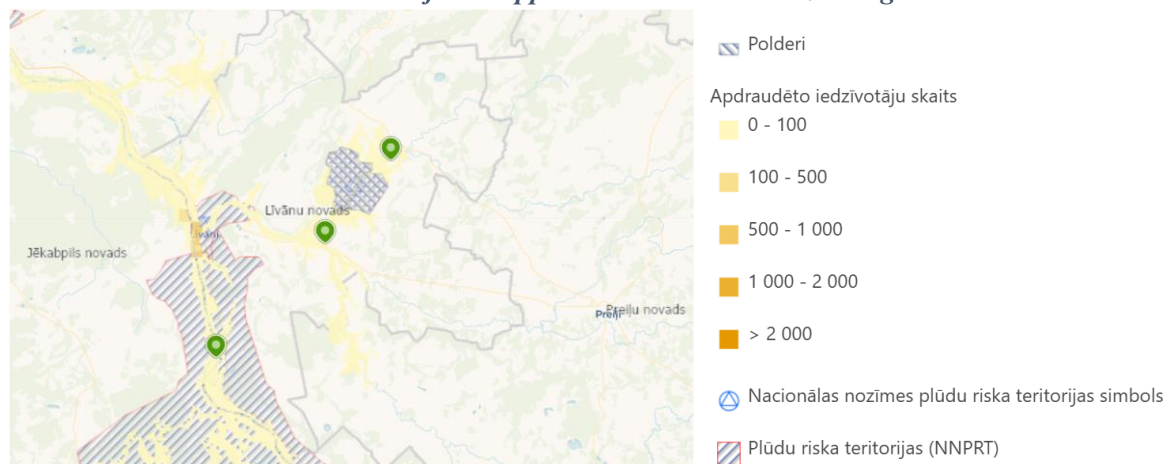 Polderi
Apdraudēto iedzīvotāju skaits
0 - 100
100 - 500
500 - 1 000
1 000 - 2 000
> 2 000
Nacionālas nozīmes plūdu riska teritorijas simbols
Plūdu riska teritorijas (NNPRT)
Līvānu novads
Jēkabpils novads
Preiļu novads
Preiļi